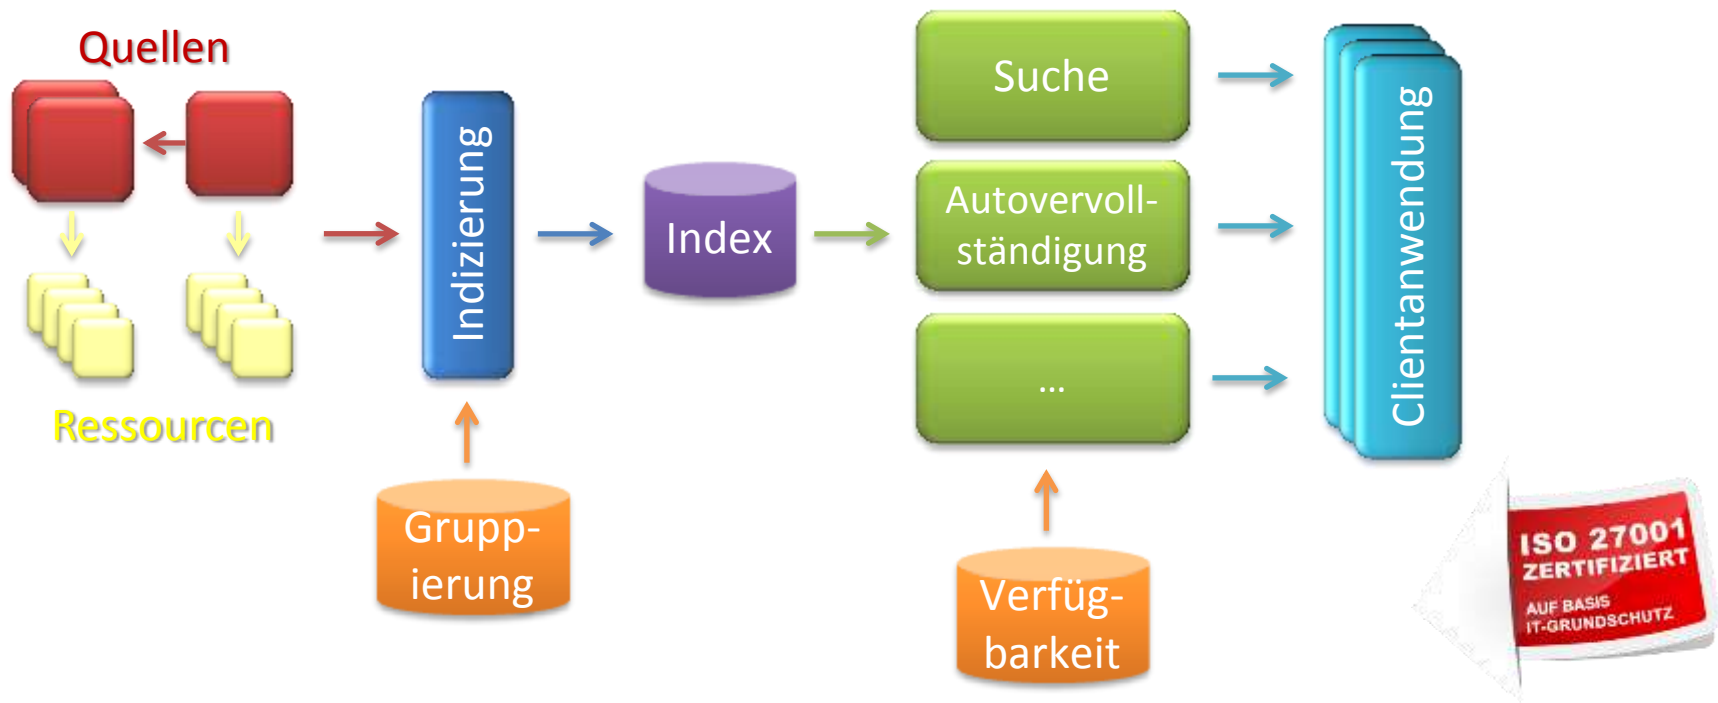 Quellen
Ressourcen
Indizierung
Grupp-
ierung
Index
Suche
Autovervoll-
ständigung
...
Verfüg-
barkeit
Clientanwendung
ISO 27001
ZERTIFIZIERT
AUF BASIS
IT-GRUNDSCHUTZ